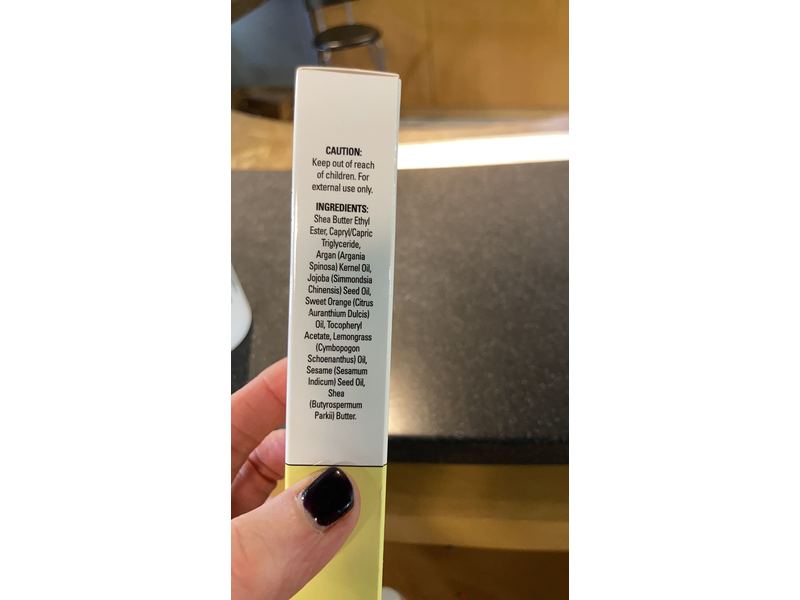 CAUTION:
Keep out of reach
of children. For
external use only.
INGREDIENTS:
Shea Butter Ethyl
Ester, Capryl/Capric
Triglyceride,
Argan (Argania
Spinosa) Kernel Oil,
Jojoba (Simmondsia
Chinensis) Seed Oil,
Sweet Orange (Citrus
Auranthium Dulcis)
Oil, Tocopheryl
Acetate, Lemongrass
(Cymbopogon
Schoenanthus) Oil,
Sesame (Sesamum
Indicum) Seed Oil,
Shea
(Butyrospermum
Parkii) Butter.